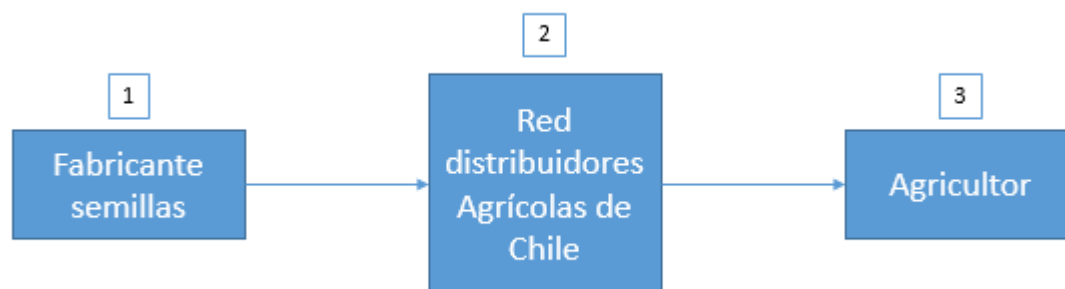 1
Fabricante
semillas
2
Red
distribuidores
Agrícolas de
Chile
3
Agricultor